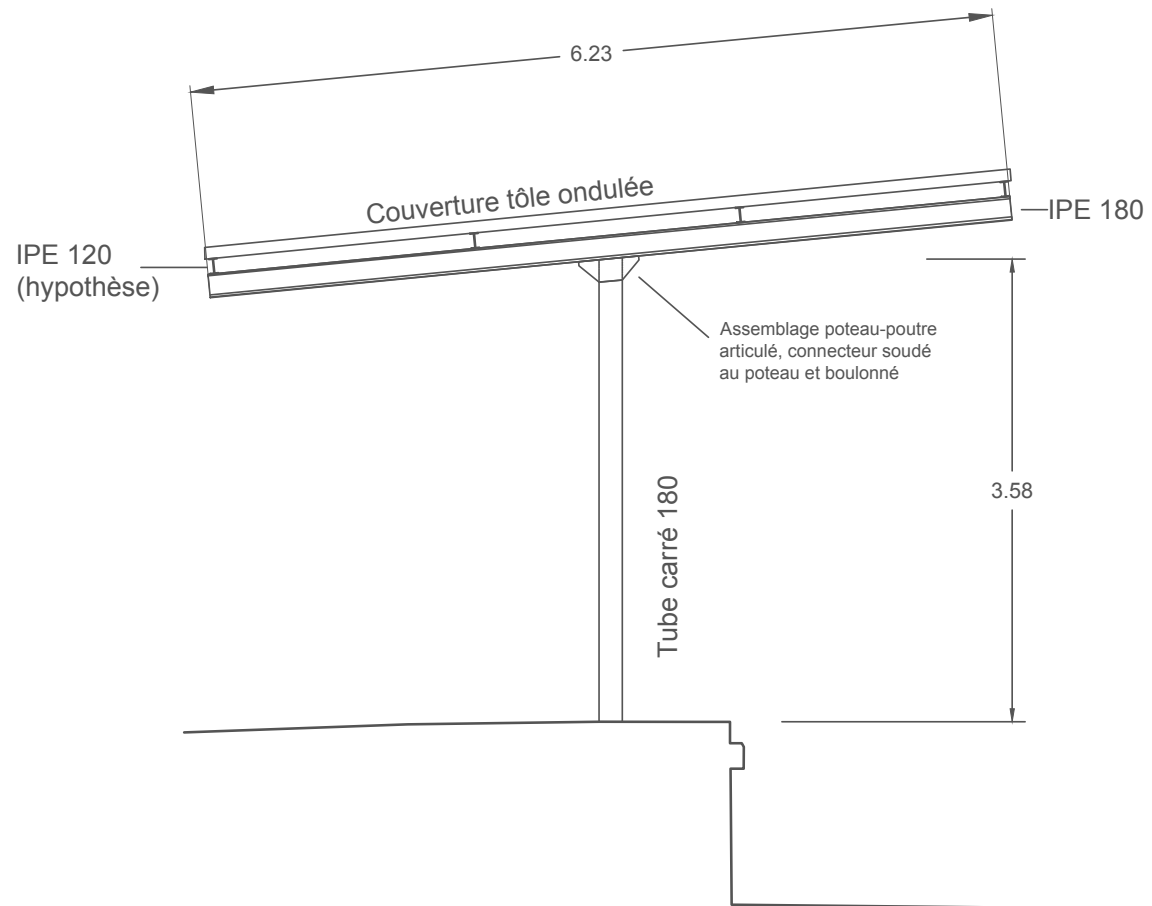 6.23
Couverture tôle ondulée
IPE 180
IPE 120
(hypothèse)
Assemblage poteau-poutre
articulé, connecteur soudé
au poteau et boulonné
Tube carré 180
3.58